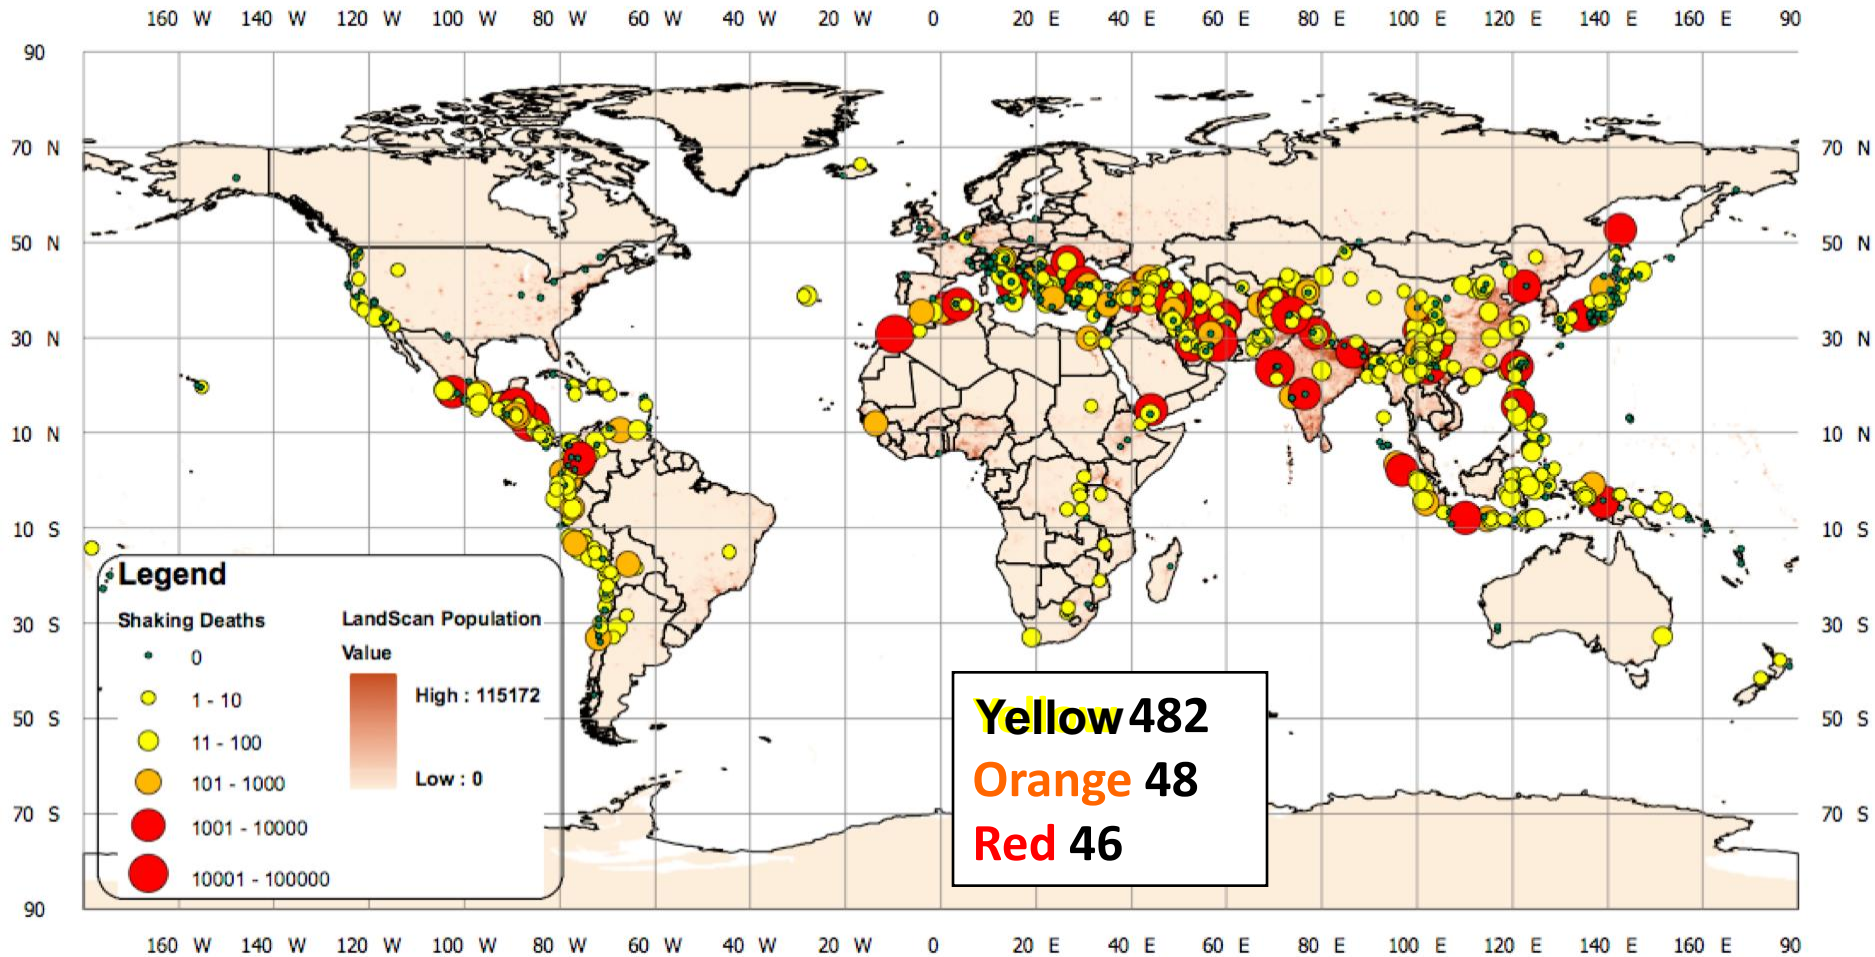 160 W 140 W 120 W 100 W 80 W 60 W 40 W 20 W 0 20 E 40 E 60 E 80 E 100 E 120 E 140 E 160 E 90
90
70 N 70 N
50 N 50 N
30 N 30 N
10 N 10 N
10 S 10 S
30 S 30 S
50 S 50 S
70 S 70 S
90
Legend
Shaking Deaths
0
1 - 10
11 - 100
101 - 1000
1001 - 10000
10001 - 100000
LandScan Population
Value
High : 115172
Low : 0
Yellow 482
Orange 48
Red 46
160 W 140 W 120 W 100 W 80 W 60 W 40 W 20 W 0 20 E 40 E 60 E 80 E 100 E 120 E 140 E 160 E 90